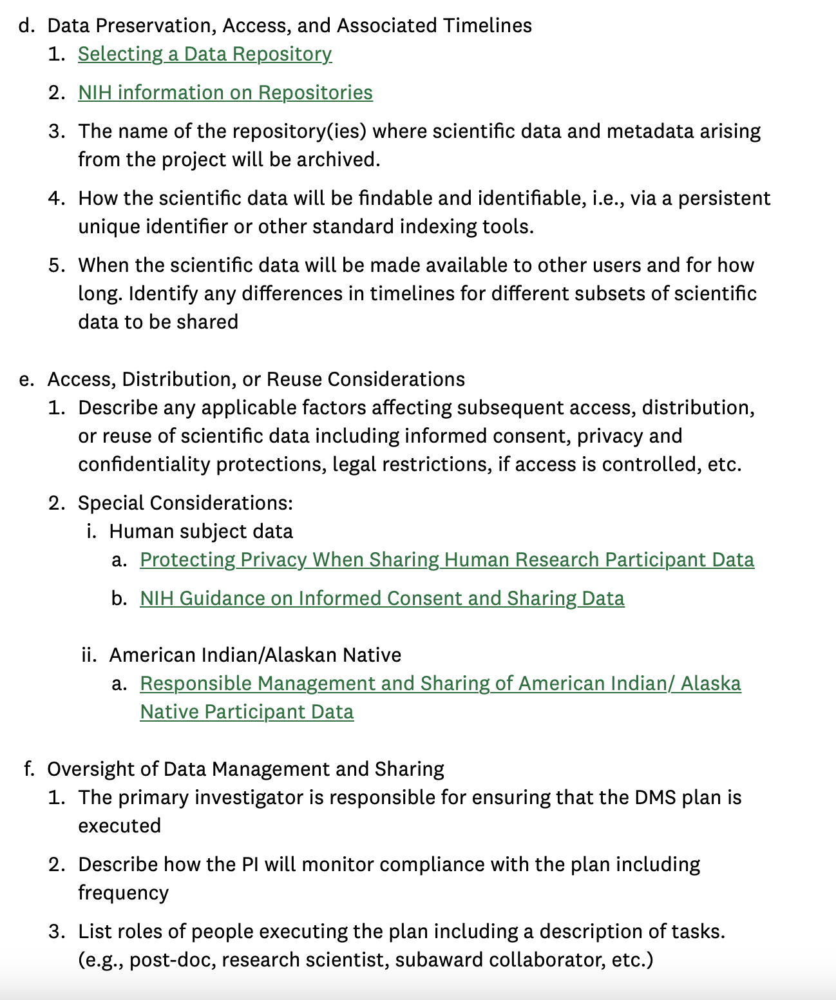 d. Data Preservation, Access, and Associated Timelines
1. Selecting a Data Repository
2. NIH information on Repositories
3. The name of the repository(ies) where scientific data and metadata arising
from the project will be archived.
4. How the scientific data will be findable and identifiable, i.e., via a persistent
unique identifier or other standard indexing tools.
5. When the scientific data will be made available to other users and for how
long. Identify any differences in timelines for different subsets of scientific
data to be shared
e. Access, Distribution, or Reuse Considerations
1. Describe any applicable factors affecting subsequent access, distribution,
or reuse of scientific data including informed consent, privacy and
confidentiality protections, legal restrictions, if access is controlled, etc.
2. Special Considerations:
i. Human subject data
a. Protecting Privacy When Sharing Human Research Participant Data
b. NIH Guidance on Informed Consent and Sharing Data
ii. American Indian/Alaskan Native
a. Responsible Management and Sharing of American Indian/ Alaska
Native Participant Data
f. Oversight of Data Management and Sharing
1. The primary investigator is responsible for ensuring that the DMS plan is
executed
2. Describe how the PI will monitor compliance with the plan including
frequency
3. List roles of people executing the plan including a description of tasks.
(e.g., post-doc, research scientist, subaward collaborator, etc.)